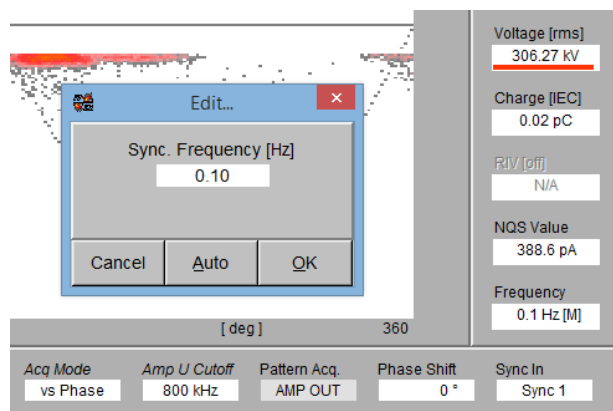 Voltage [rms]
306.27 kV
Charge [IEC]
0.02 pC
RIV [off]
N/A
NQS Value
388.6 pA
Frequency
0.1 Hz [M]
Edit...
Sync. Frequency [Hz]
0.10
Cancel
Auto
OK
[ deg ]
360
Acq Mode
Amp U Cutoff
Pattern Acq.
Phase Shift
Sync In
vs Phase
800 kHz
AMP OUT
0 °
Sync 1